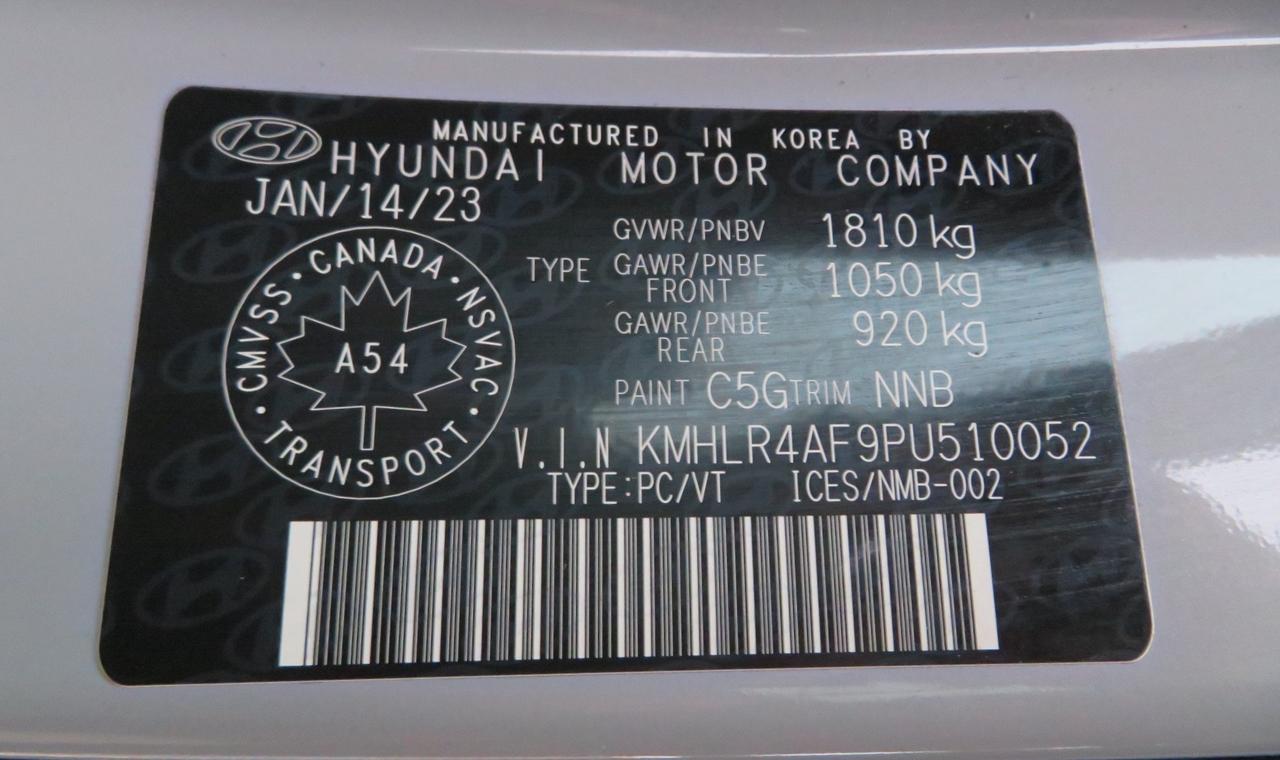 MANUFACTURED IN KOREA BY
HYUNDAI MOTOR COMPANY
JAN/14/23
GVWR/PNBV 1810 kg
TYPE GAWR/PNBE FRONT 1050 kg
GAWR/PNBE REAR 920 kg
CANADA · NSVAC · TRANSPORT · CMVSS ·
A54
PAINT C5G TRIM NNB
V.I.N KMHLR4AF9PU510052
TYPE:PC/VT ICES/NMB-002